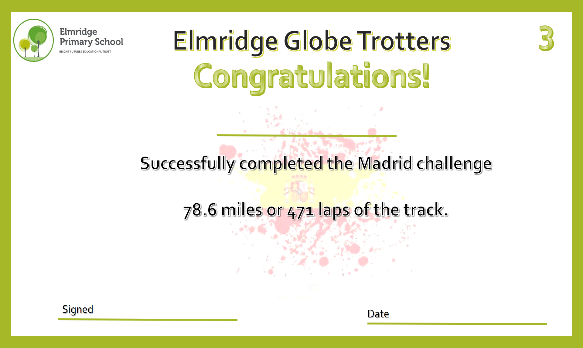 Elmridge
Primary School
Elmridge Globe Trotters
3
Congratulations!
Successfully completed the Madrid challenge
78.6 miles or 471 laps of the track.
Signed
Date